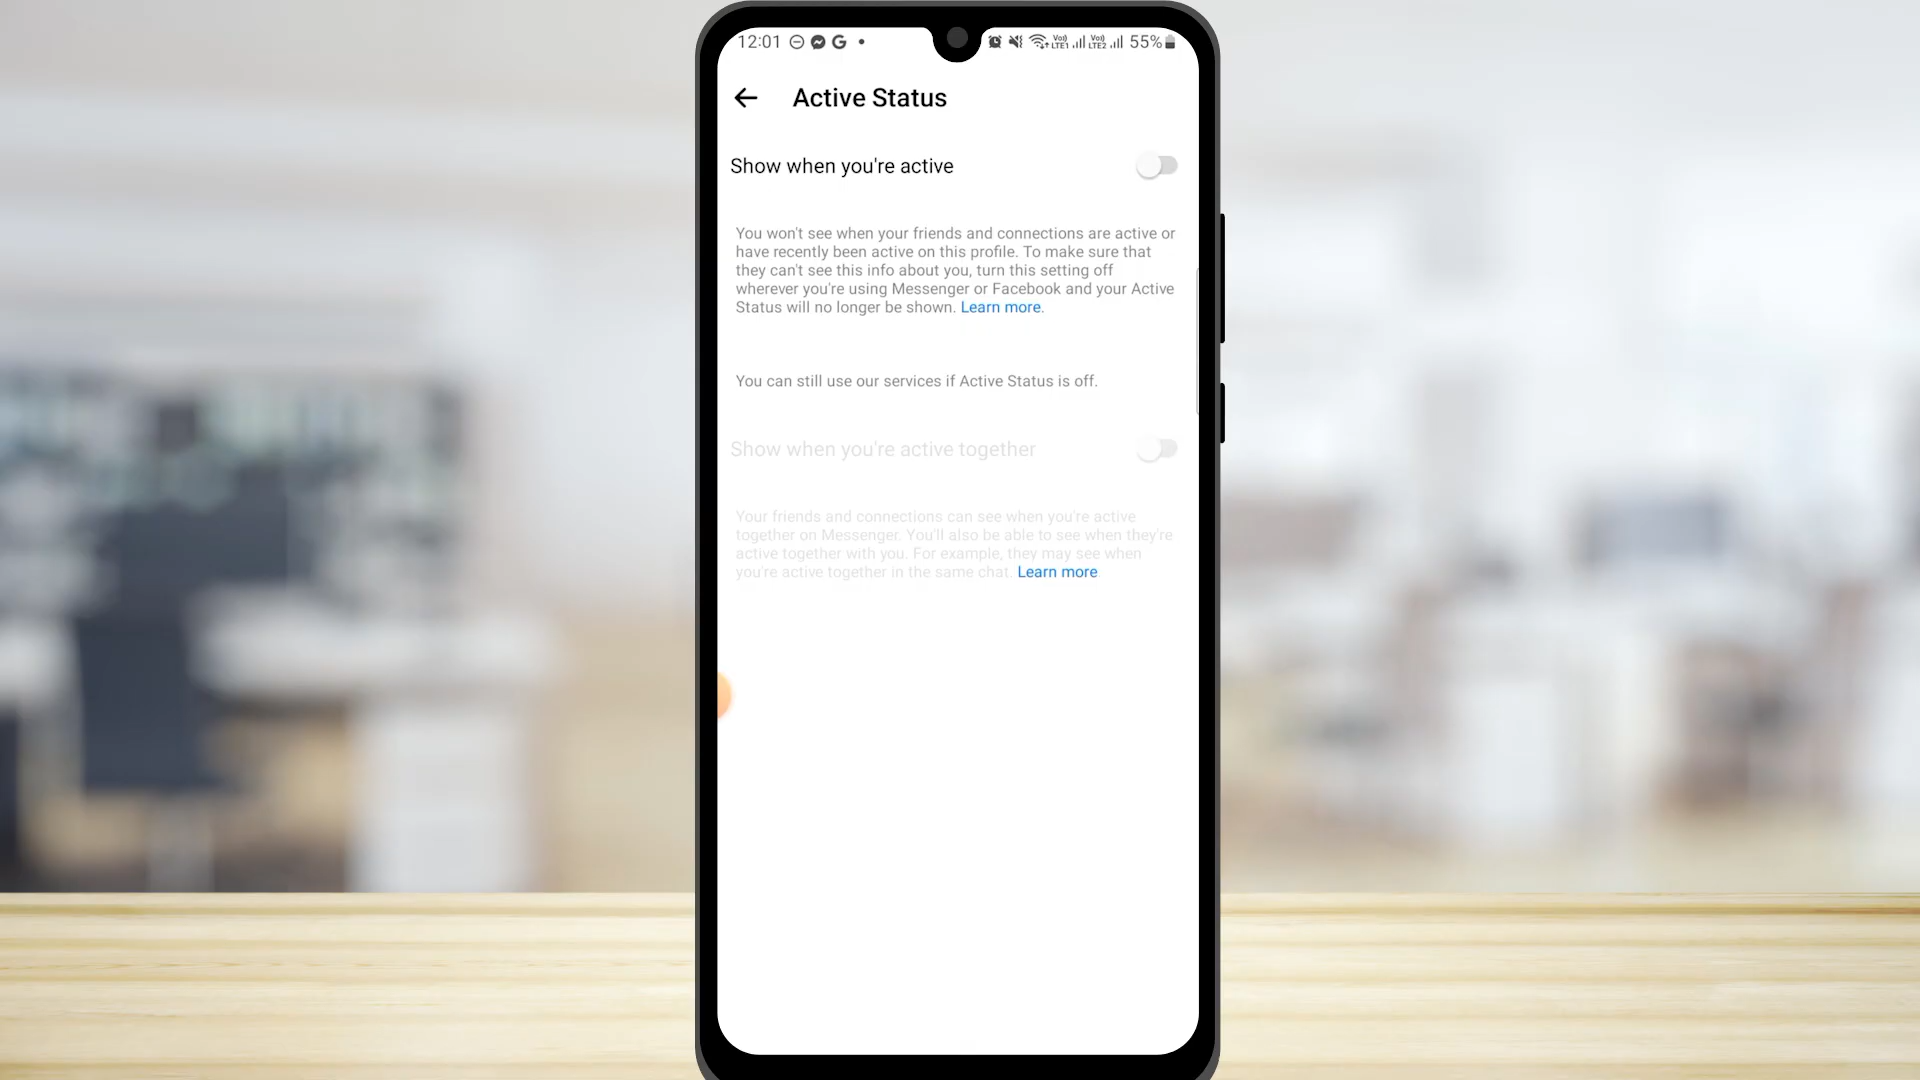 12:01 55%
Vo) LTE1 Vo) LTE2
Active Status
Show when you're active
You won't see when your friends and connections are active or
have recently been active on this profile. To make sure that
they can't see this info about you, turn this setting off
wherever you're using Messenger or Facebook and your Active
Status will no longer be shown. Learn more.
You can still use our services if Active Status is off.
Show when you're active together
Your friends and connections can see when you're active
together on Messenger. You'll also be able to see when they're
active together with you. For example, they may see when
you're active together in the same chat. Learn more